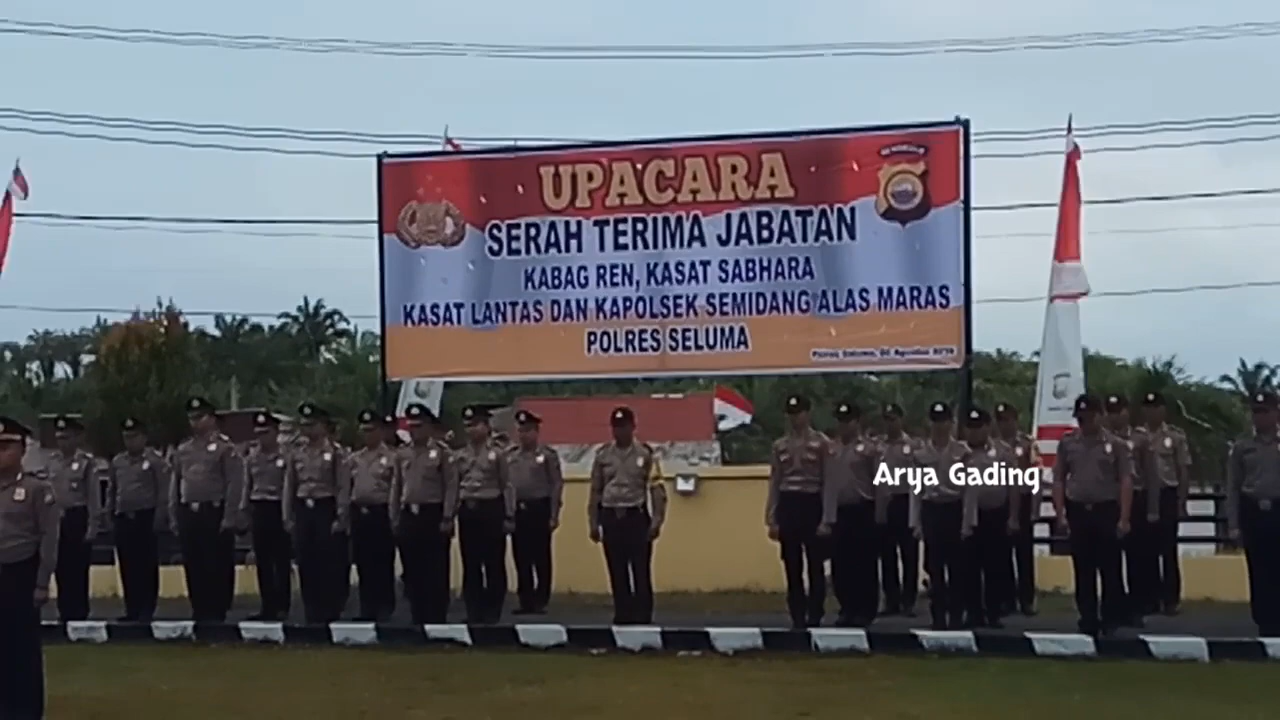 UPACARA
SERAH TERIMA JABATAN
KABAG REN, KASAT SABHARA
KASAT LANTAS DAN KAPOLSEK SEMIDANG ALAS MARAS
POLRES SELUMA
Arya Gading